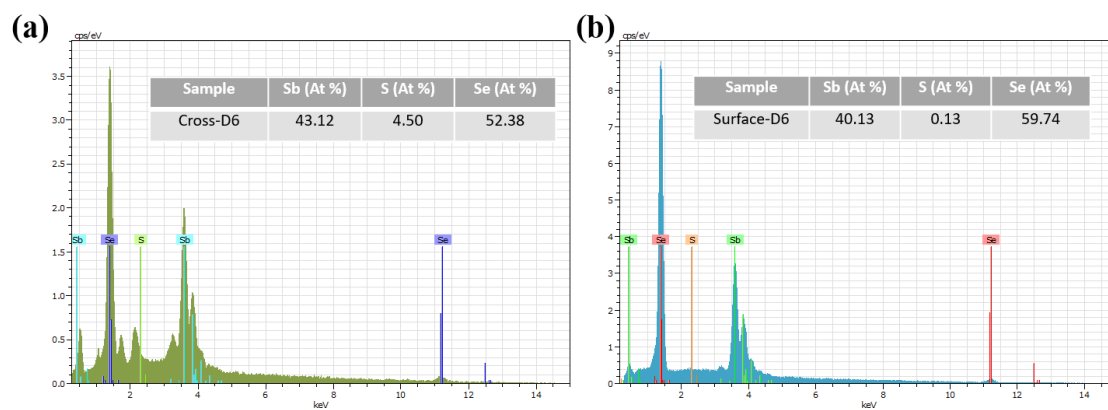 (a)
cps/eV
Sample Sb (At %) S (At %) Se (At %)
Cross-D6 43.12 4.50 52.38
3.5
3.0
2.5
2.0
1.5
1.0
0.5
0.0
Sb Se S Sb Se
2 4 6 8 10 12 14
keV
(b)
cps/eV
Sample Sb (At %) S (At %) Se (At %)
Surface-D6 40.13 0.13 59.74
9
8
7
6
5
4
3
2
1
0
Sb Se S Sb Se
2 4 6 8 10 12 14
keV